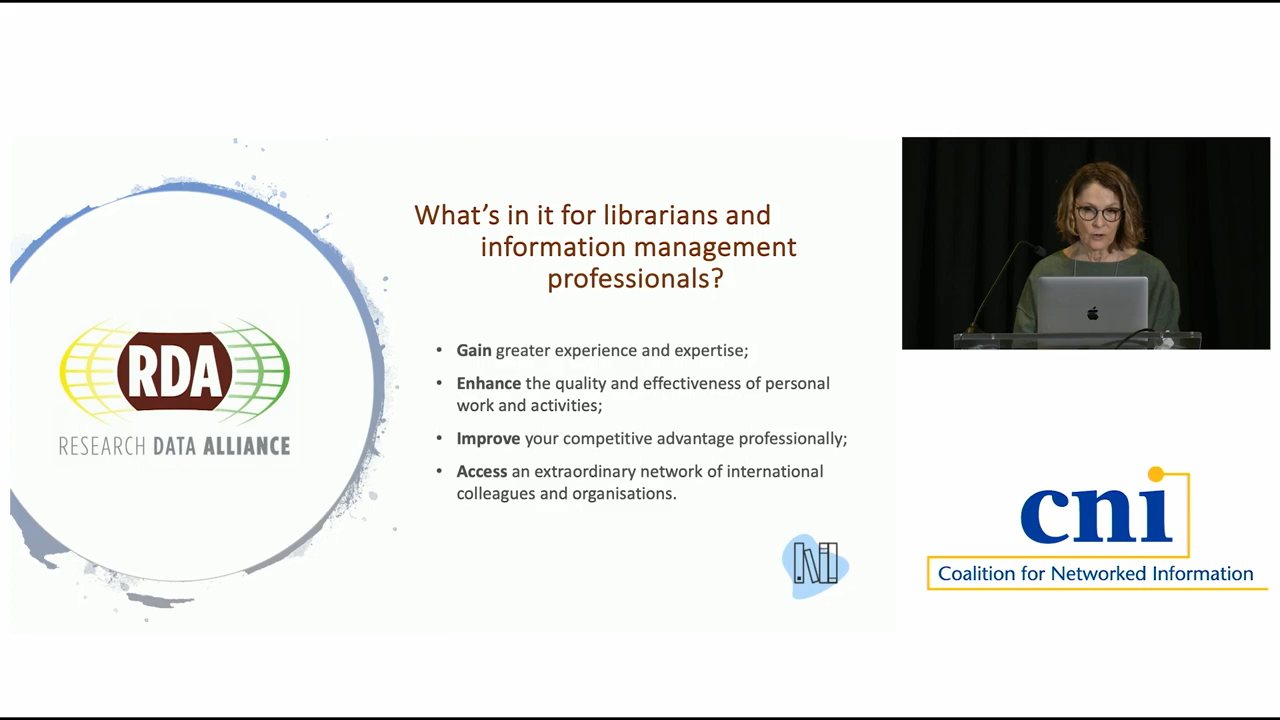 What's in it for librarians and
information management
professionals?
• Gain greater experience and expertise;
• Enhance the quality and effectiveness of personal
work and activities;
• Improve your competitive advantage professionally;
• Access an extraordinary network of international
colleagues and organisations.
RDA
RESEARCH DATA ALLIANCE
cni
Coalition for Networked Information